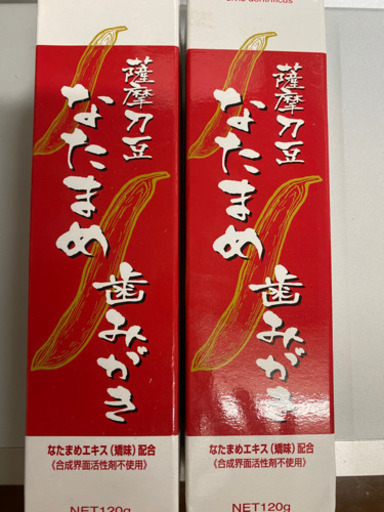 薩摩刀豆
なたまめ
歯みがき
なたまめエキス(矯味)配合
《合成界面活性剤不使用》
NET120g
薩摩刀豆
なたまめ
歯みがき
なたまめエキス(矯味)配合
《合成界面活性剤不使用》
NET120g